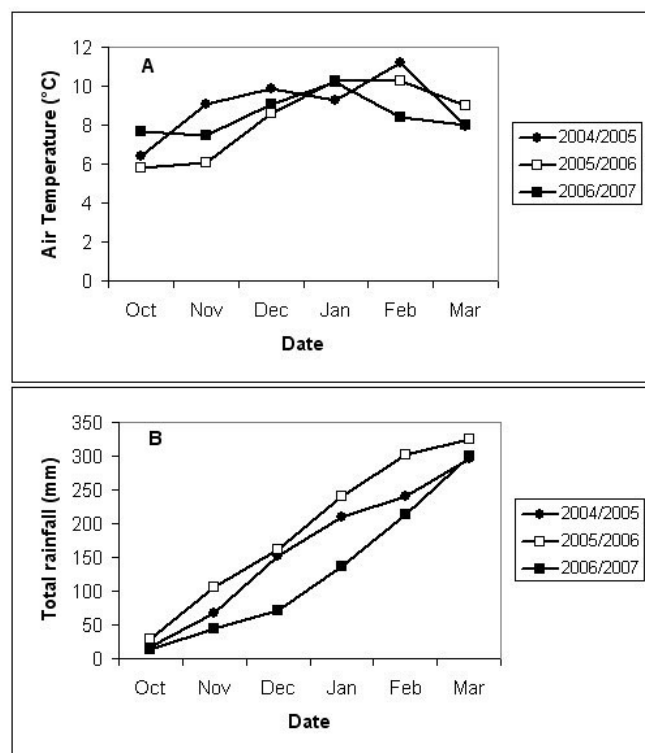 A
Air Temperature (°C)
12
10
8
6
4
2
0
Oct Nov Dec Jan Feb Mar
Date
2004/2005
2005/2006
2006/2007
B
Total rainfall (mm)
350
300
250
200
150
100
50
0
Oct Nov Dec Jan Feb Mar
Date
2004/2005
2005/2006
2006/2007